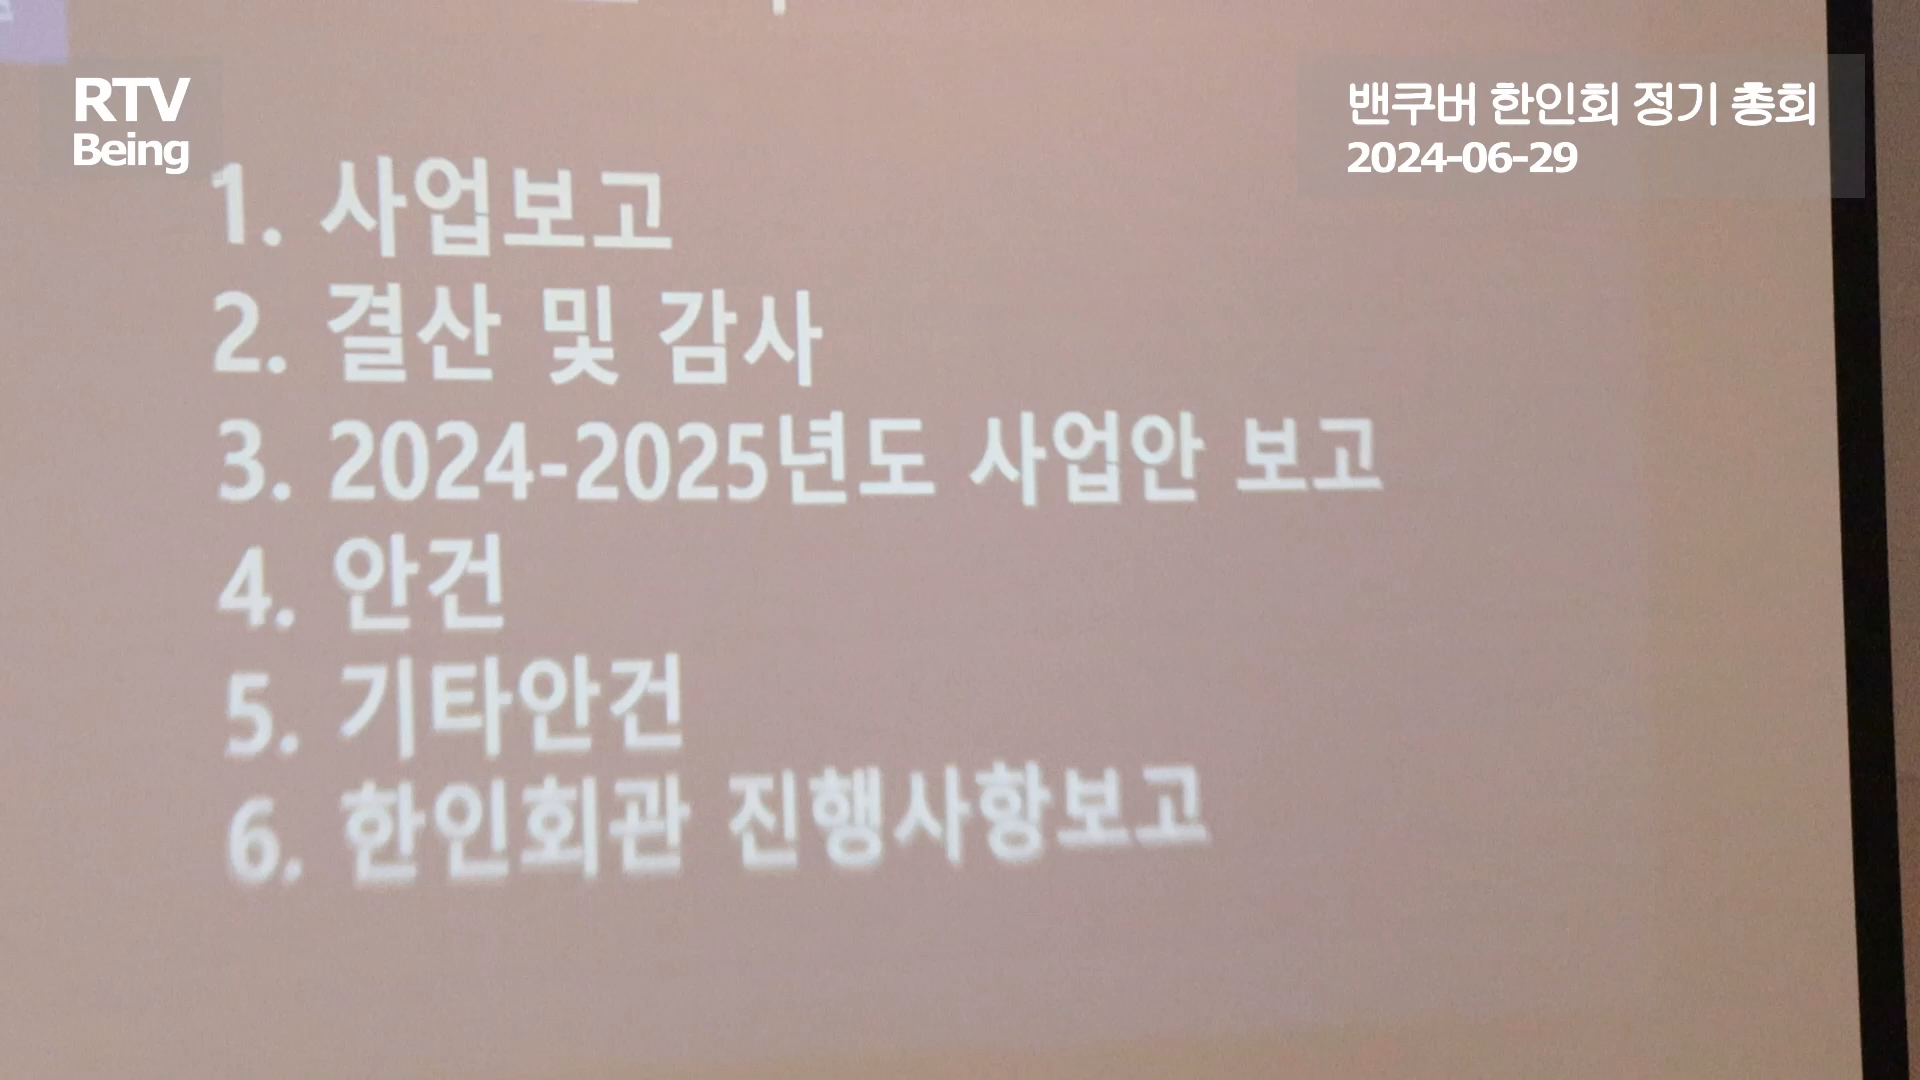 RTV
Being
밴쿠버 한인회 정기 총회
2024-06-29
1. 사업보고
2. 결산 및 감사
3. 2024-2025년도 사업안 보고
4. 안건
5. 기타안건
6. 한인회관 진행사항보고